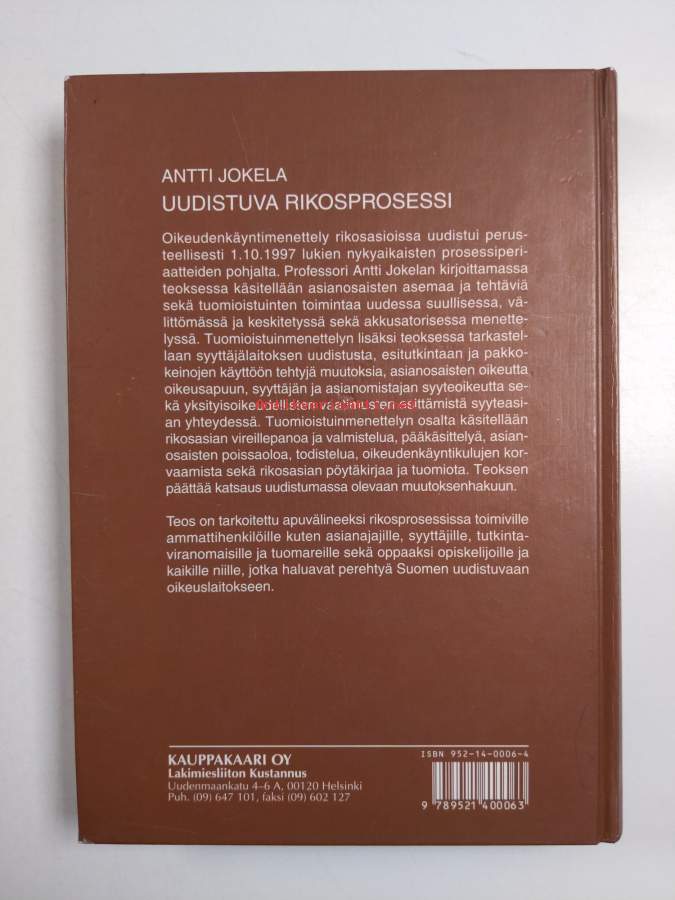 ANTTI JOKELA
UUDISTUVA RIKOSPROSESSI
Oikeudenkäyntimenettely rikosasioissa uudistui perus-
teellisesti 1.10.1997 lukien nykyaikaisten prosessiperi-
aatteiden pohjalta. Professori Antti Jokelan kirjoittamassa
teoksessa käsitellään asianosaisten asemaa ja tehtäviä
sekä tuomioistuinten toimintaa uudessa suullisessa, vä-
littömässä ja keskitetyssä sekä akkusatorisessa menette-
lyssä. Tuomioistuinmenettelyn lisäksi teoksessa tarkastel-
laan syyttäjälaitoksen uudistusta, esitutkintaan ja pakko-
keinojen käyttöön tehtyjä muutoksia, asianosaisten oikeutta
oikeusapuun, syyttäjän ja asianomistajan syyteoikeutta se-
kä yksityisoikeudellisten vaatimusten esittämistä syyteasi-
an yhteydessä. Tuomioistuinmenettelyn osalta käsitellään
rikosasian vireillepanoa ja valmistelua, pääkäsittelyä, asian-
osaisten poissaoloa, todistelua, oikeudenkäyntikulujen kor-
vaamista sekä rikosasian pöytäkirjaa ja tuomiota. Teoksen
päättää katsaus uudistumassa olevaan muutoksenhakuun.
Teos on tarkoitettu apuvälineeksi rikosprosessissa toimiville
ammattihenkilöille kuten asianajajille, syyttäjille, tutkinta-
viranomaisille ja tuomareille sekä oppaaksi opiskelijoille ja
kaikille niille, jotka haluavat perehtyä Suomen uudistuvaan
oikeuslaitokseen.
KAUPPAKAARI OY
Lakimiesliiton Kustannus
Uudenmaankatu 4–6 A, 00120 Helsinki
Puh. (09) 647 101, faksi (09) 602 127
ISBN 952-14-0006-4
9 789521 400063